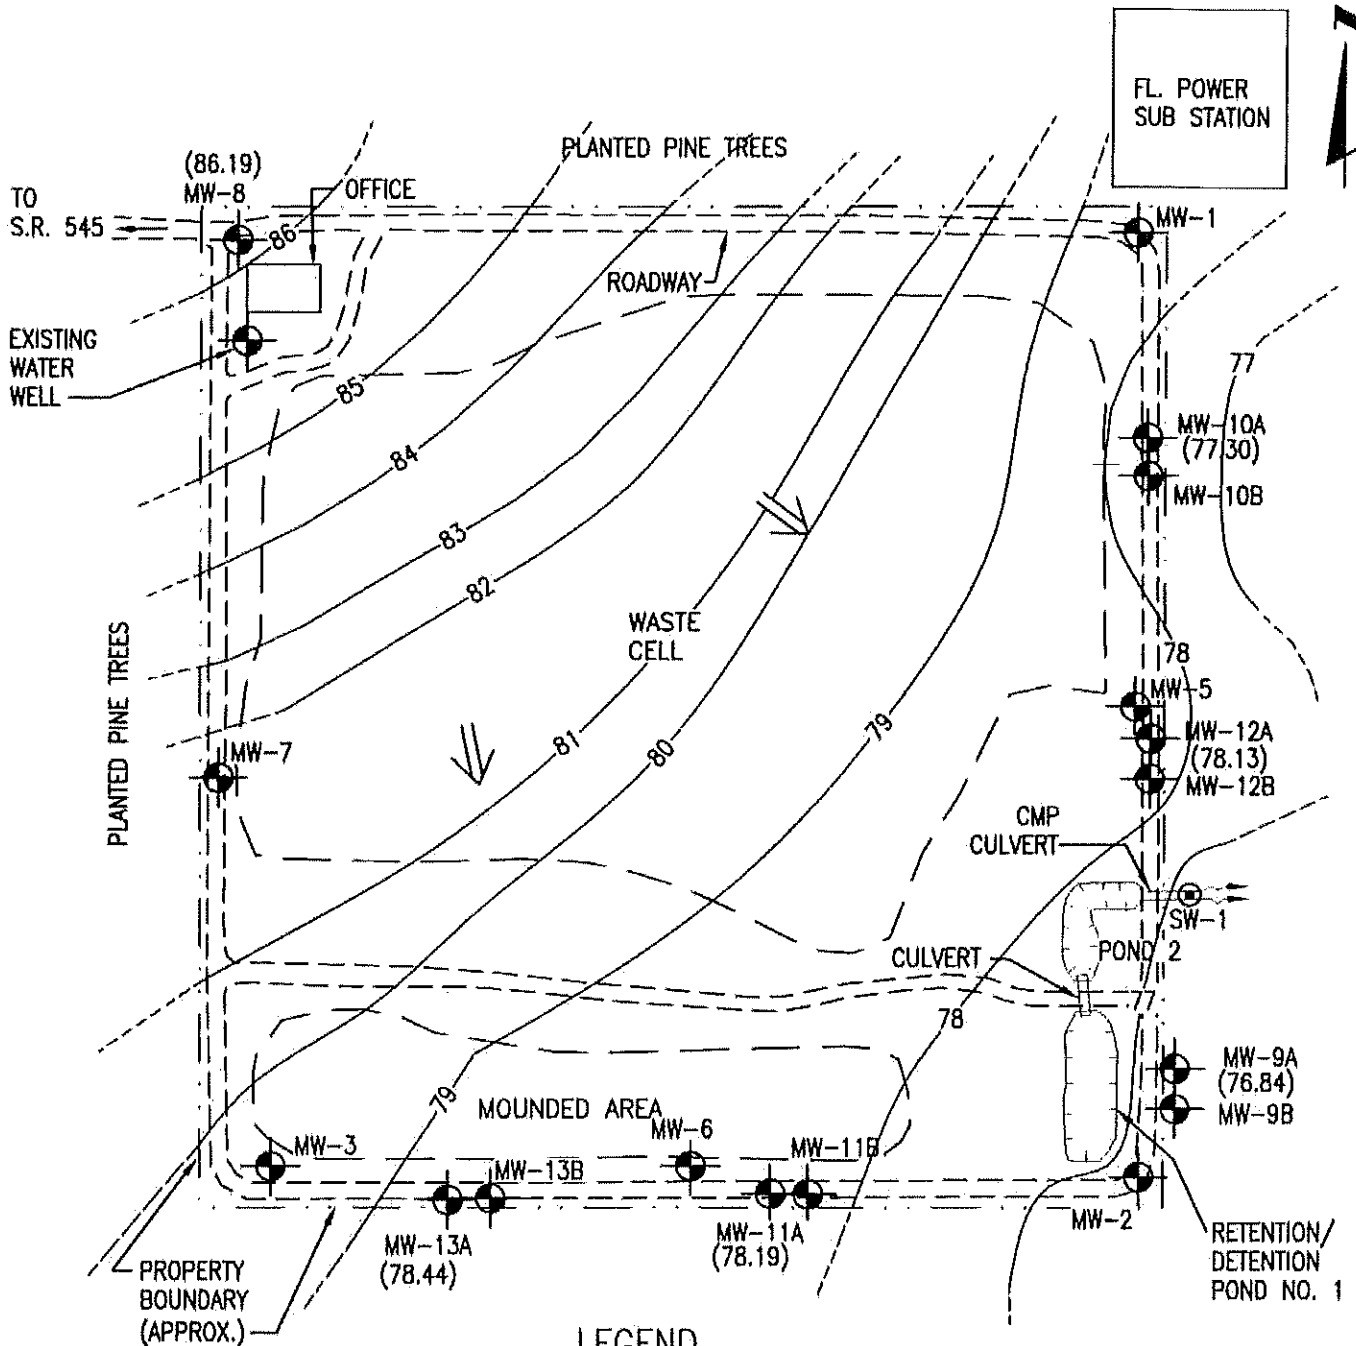 FL. POWER
SUB STATION
PLANTED PINE TREES
(86.19)
MW-8
OFFICE
TO
S.R. 545
MW-1
86
ROADWAY
EXISTING
WATER
WELL
77
85
MW-10A
(77.30)
84
MW-10B
83
82
WASTE
CELL
PLANTED PINE TREES
78
MW-5
79
MW-12A
(78.13)
81
80
MW-7
MW-12B
CMP
CULVERT
SW-1
CULVERT
POND 2
78
MW-9A
(76.84)
79
MOUNDED AREA
MW-9B
MW-3
MW-6
MW-11B
MW-13B
MW-2
MW-11A
(78.19)
MW-13A
(78.44)
RETENTION/
DETENTION
POND NO. 1
PROPERTY
BOUNDARY
(APPROX.)
LEGEND